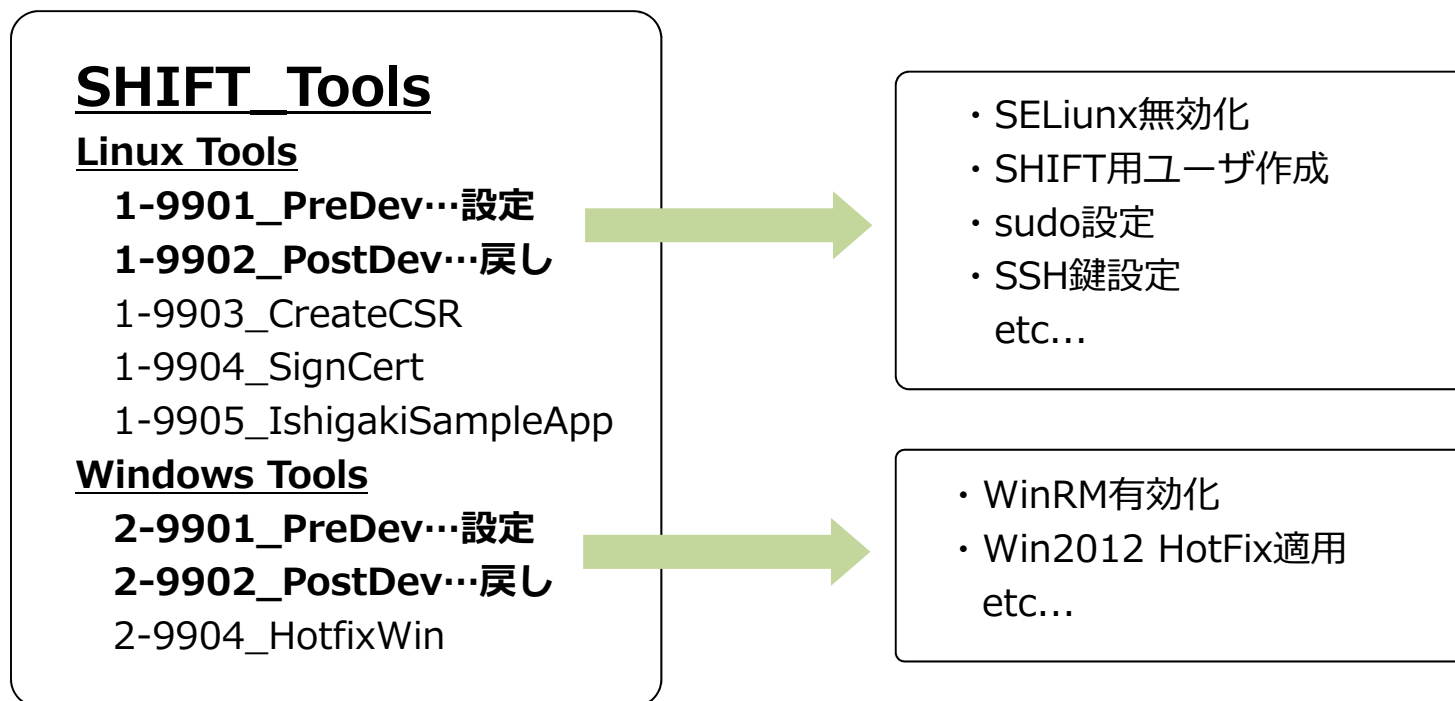 SHIFT_Tools
Linux Tools
1-9901_PreDev…設定
1-9902_PostDev…戻し
1-9903_CreateCSR
1-9904_SignCert
1-9905_IshigakiSampleApp
Windows Tools
2-9901_PreDev…設定
2-9902_PostDev…戻し
2-9904_HotfixWin
・SELiunx無効化
・SHIFT用ユーザ作成
・sudo設定
・SSH鍵設定
etc...
・WinRM有効化
・Win2012 HotFix適用
etc...